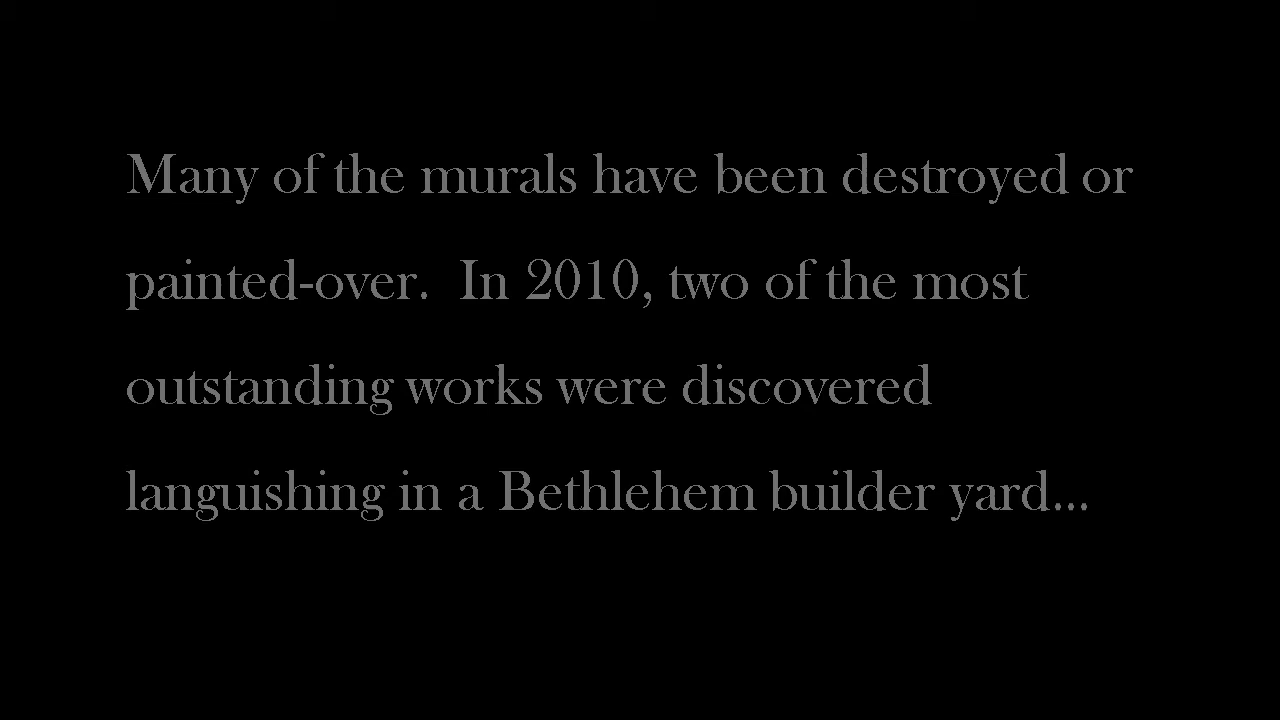 Many of the murals have been destroyed or
painted-over.  In 2010, two of the most
outstanding works were discovered
languishing in a Bethlehem builder yard...